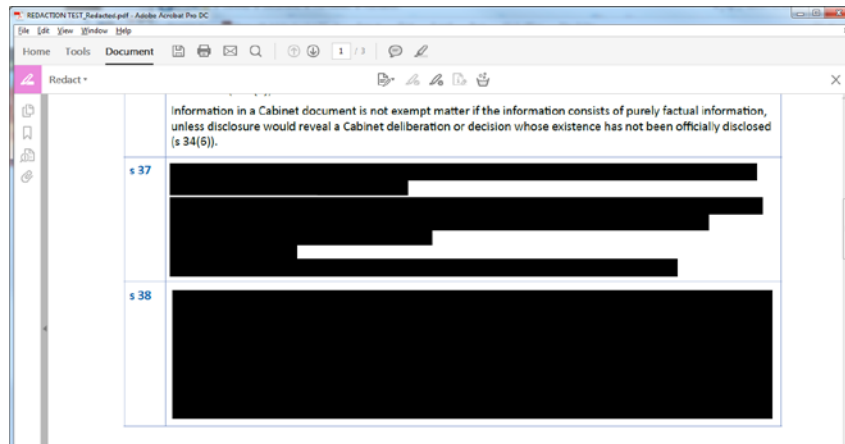 REDACTION TEST_Redacted.pdf - Adobe Acrobat Pro DC
File Edit View Window Help
Home Tools Document 1 / 3
Redact
Information in a Cabinet document is not exempt matter if the information consists of purely factual information,
unless disclosure would reveal a Cabinet deliberation or decision whose existence has not been officially disclosed
(s 34(6)).
s 37
s 38